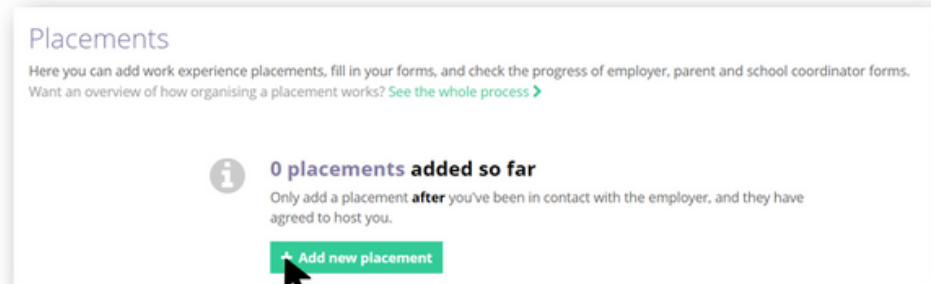 Placements
Here you can add work experience placements, fill in your forms, and check the progress of employer, parent and school coordinator forms.
Want an overview of how organising a placement works? See the whole process >
0 placements added so far
Only add a placement after you've been in contact with the employer, and they have
agreed to host you.
+ Add new placement